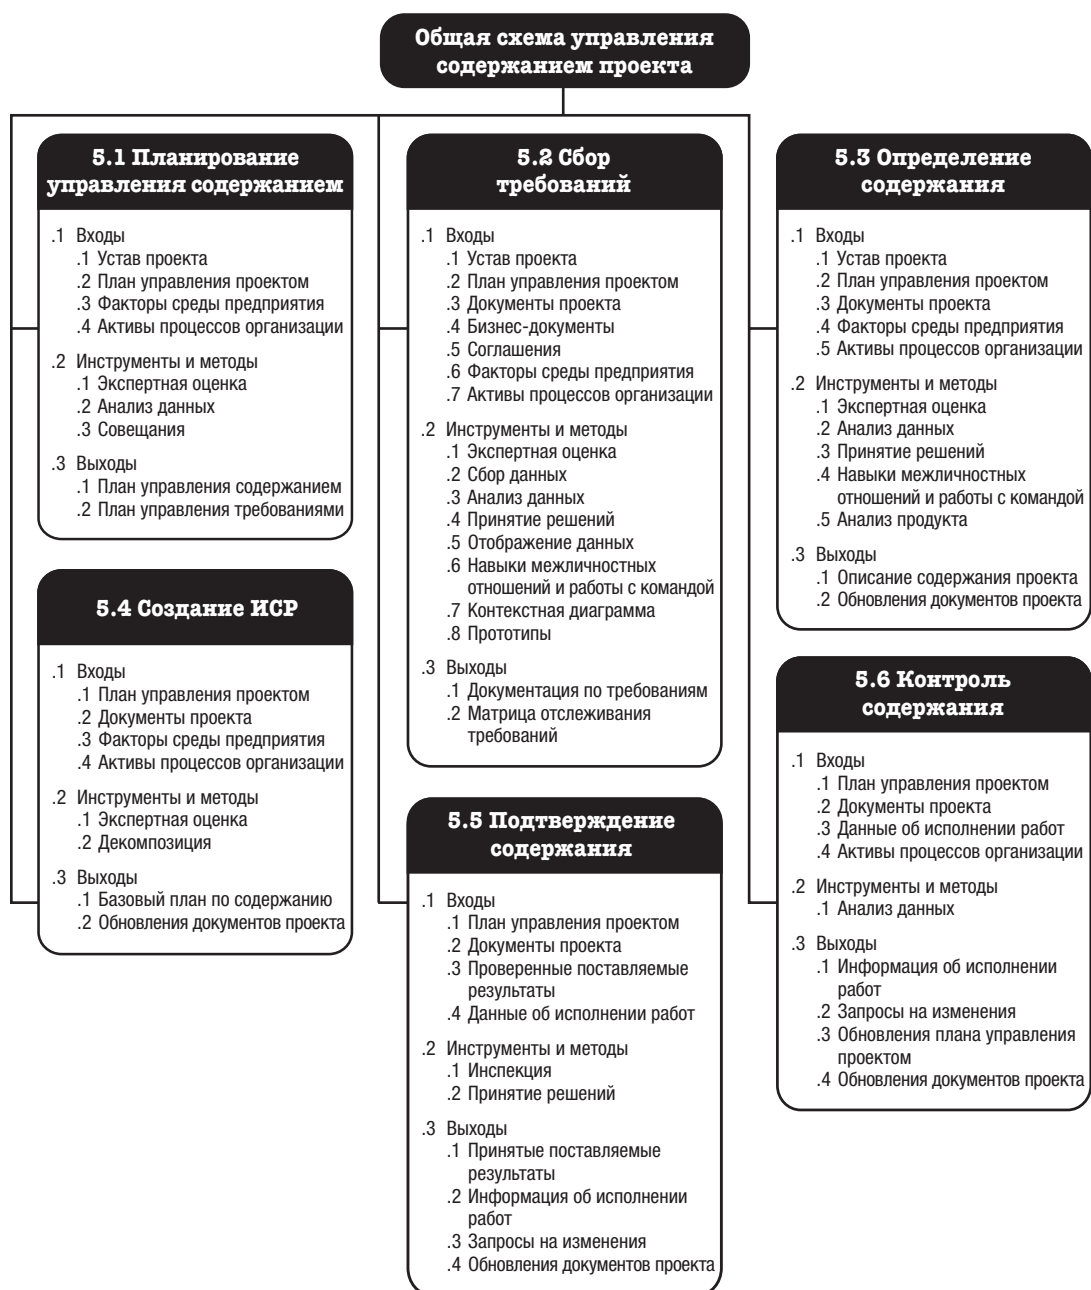 Общая схема управления
содержанием проекта
5.1 Планирование
управления содержанием
.1 Входы
.1 Устав проекта
.2 План управления проектом
.3 Факторы среды предприятия
.4 Активы процессов организации
.2 Инструменты и методы
.1 Экспертная оценка
.2 Анализ данных
.3 Совещания
.3 Выходы
.1 План управления содержанием
.2 План управления требованиями
5.2 Сбор
требований
.1 Входы
.1 Устав проекта
.2 План управления проектом
.3 Документы проекта
.4 Бизнес-документы
.5 Соглашения
.6 Факторы среды предприятия
.7 Активы процессов организации
.2 Инструменты и методы
.1 Экспертная оценка
.2 Сбор данных
.3 Анализ данных
.4 Принятие решений
.5 Отображение данных
.6 Навыки межличностных
отношений и работы с командой
.7 Контекстная диаграмма
.8 Прототипы
.3 Выходы
.1 Документация по требованиям
.2 Матрица отслеживания
требований
5.3 Определение
содержания
.1 Входы
.1 Устав проекта
.2 План управления проектом
.3 Документы проекта
.4 Факторы среды предприятия
.5 Активы процессов организации
.2 Инструменты и методы
.1 Экспертная оценка
.2 Анализ данных
.3 Принятие решений
.4 Навыки межличностных
отношений и работы с командой
.5 Анализ продукта
.3 Выходы
.1 Описание содержания проекта
.2 Обновления документов проекта
5.4 Создание ИСР
.1 Входы
.1 План управления проектом
.2 Документы проекта
.3 Факторы среды предприятия
.4 Активы процессов организации
.2 Инструменты и методы
.1 Экспертная оценка
.2 Декомпозиция
.3 Выходы
.1 Базовый план по содержанию
.2 Обновления документов проекта
5.5 Подтверждение
содержания
.1 Входы
.1 План управления проектом
.2 Документы проекта
.3 Проверенные поставляемые
результаты
.4 Данные об исполнении работ
.2 Инструменты и методы
.1 Инспекция
.2 Принятие решений
.3 Выходы
.1 Принятые поставляемые
результаты
.2 Информация об исполнении
работ
.3 Запросы на изменения
.4 Обновления документов проекта
5.6 Контроль
содержания
.1 Входы
.1 План управления проектом
.2 Документы проекта
.3 Данные об исполнении работ
.4 Активы процессов организации
.2 Инструменты и методы
.1 Анализ данных
.3 Выходы
.1 Информация об исполнении
работ
.2 Запросы на изменения
.3 Обновления плана управления
проектом
.4 Обновления документов проекта